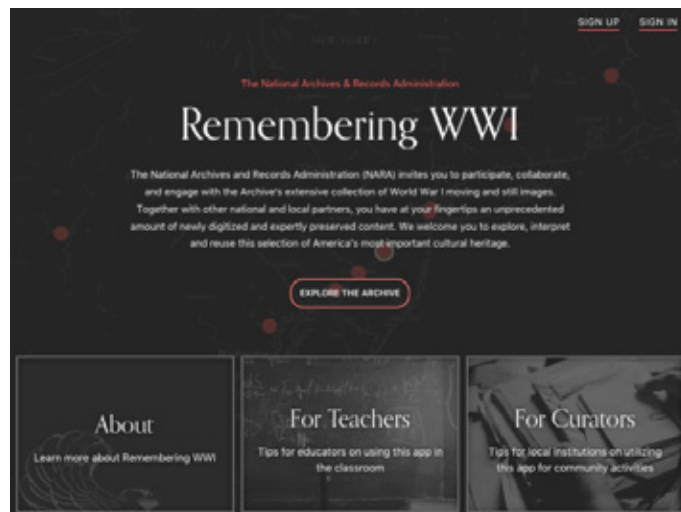 SIGN UP SIGN IN
The National Archives & Records Administration
Remembering WWI
The National Archives and Records Administration (NARA) invites you to participate, collaborate,
and engage with the Archive's extensive collection of World War I moving and still images.
Together with other national and local partners, you have at your fingertips an unprecedented
amount of newly digitized and expertly preserved content. We welcome you to explore, interpret
and reuse this selection of America's most important cultural heritage.
EXPLORE THE ARCHIVE
About
Learn more about Remembering WWI
For Teachers
Tips for educators on using this app in
the classroom
For Curators
Tips for local institutions on utilizing
this app for community activities